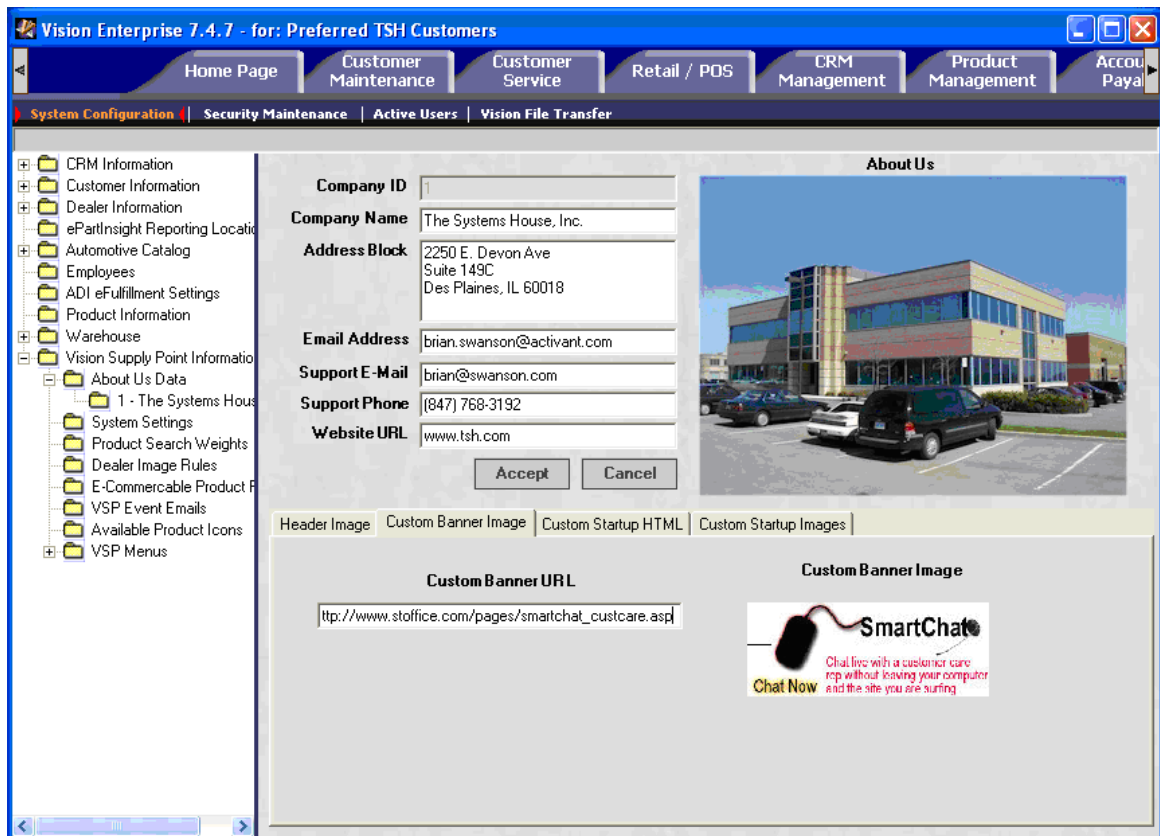 Vision Enterprise 7.4.7 - for: Preferred TSH Customers
Home Page
Customer
Maintenance
Customer
Service
Retail / POS
CRM
Management
Product
Management
Accou
Payal
System Configuration | Security Maintenance | Active Users | Vision File Transfer
CRM Information
Customer Information
Dealer Information
ePartInsight Reporting Locatio
Automotive Catalog
Employees
ADI eFulfillment Settings
Product Information
Warehouse
Vision Supply Point Informatio
About Us Data
1 - The Systems Hous
System Settings
Product Search Weights
Dealer Image Rules
E-Commercable Product F
VSP Event Emails
Available Product Icons
VSP Menus
Company ID 1
Company Name The Systems House, Inc.
Address Block 2250 E. Devon Ave
Suite 149C
Des Plaines, IL 60018
Email Address brian.swanson@activant.com
Support E-Mail brian@swanson.com
Support Phone (847) 768-3192
Website URL www.tsh.com
Accept Cancel
About Us
Header Image Custom Banner Image Custom Startup HTML Custom Startup Images
Custom Banner URL
ttp://www.stoffice.com/pages/smartchat_custcare.asp
Custom Banner Image
SmartChat
Chat live with a customer care
rep without leaving your computer
and the site you are surfing
Chat Now